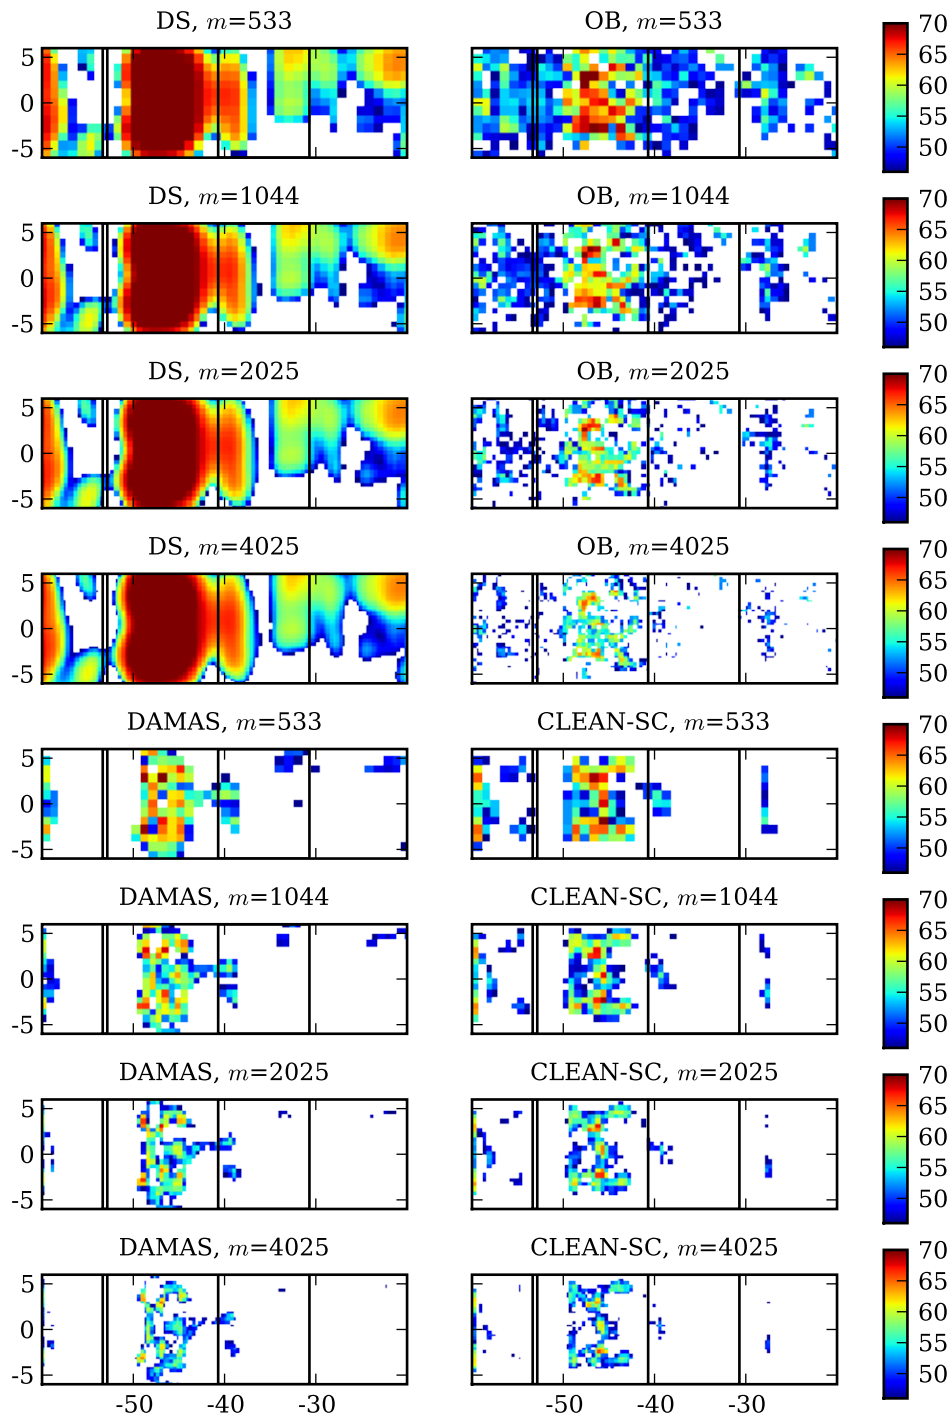 DS, m=533 OB, m=533
5 0 -5 70 65 60 55 50
DS, m=1044 OB, m=1044
5 0 -5 70 65 60 55 50
DS, m=2025 OB, m=2025
5 0 -5 70 65 60 55 50
DS, m=4025 OB, m=4025
5 0 -5 70 65 60 55 50
DAMAS, m=533 CLEAN-SC, m=533
5 0 -5 70 65 60 55 50
DAMAS, m=1044 CLEAN-SC, m=1044
5 0 -5 70 65 60 55 50
DAMAS, m=2025 CLEAN-SC, m=2025
5 0 -5 70 65 60 55 50
DAMAS, m=4025 CLEAN-SC, m=4025
5 0 -5 70 65 60 55 50
-50 -40 -30 -50 -40 -30